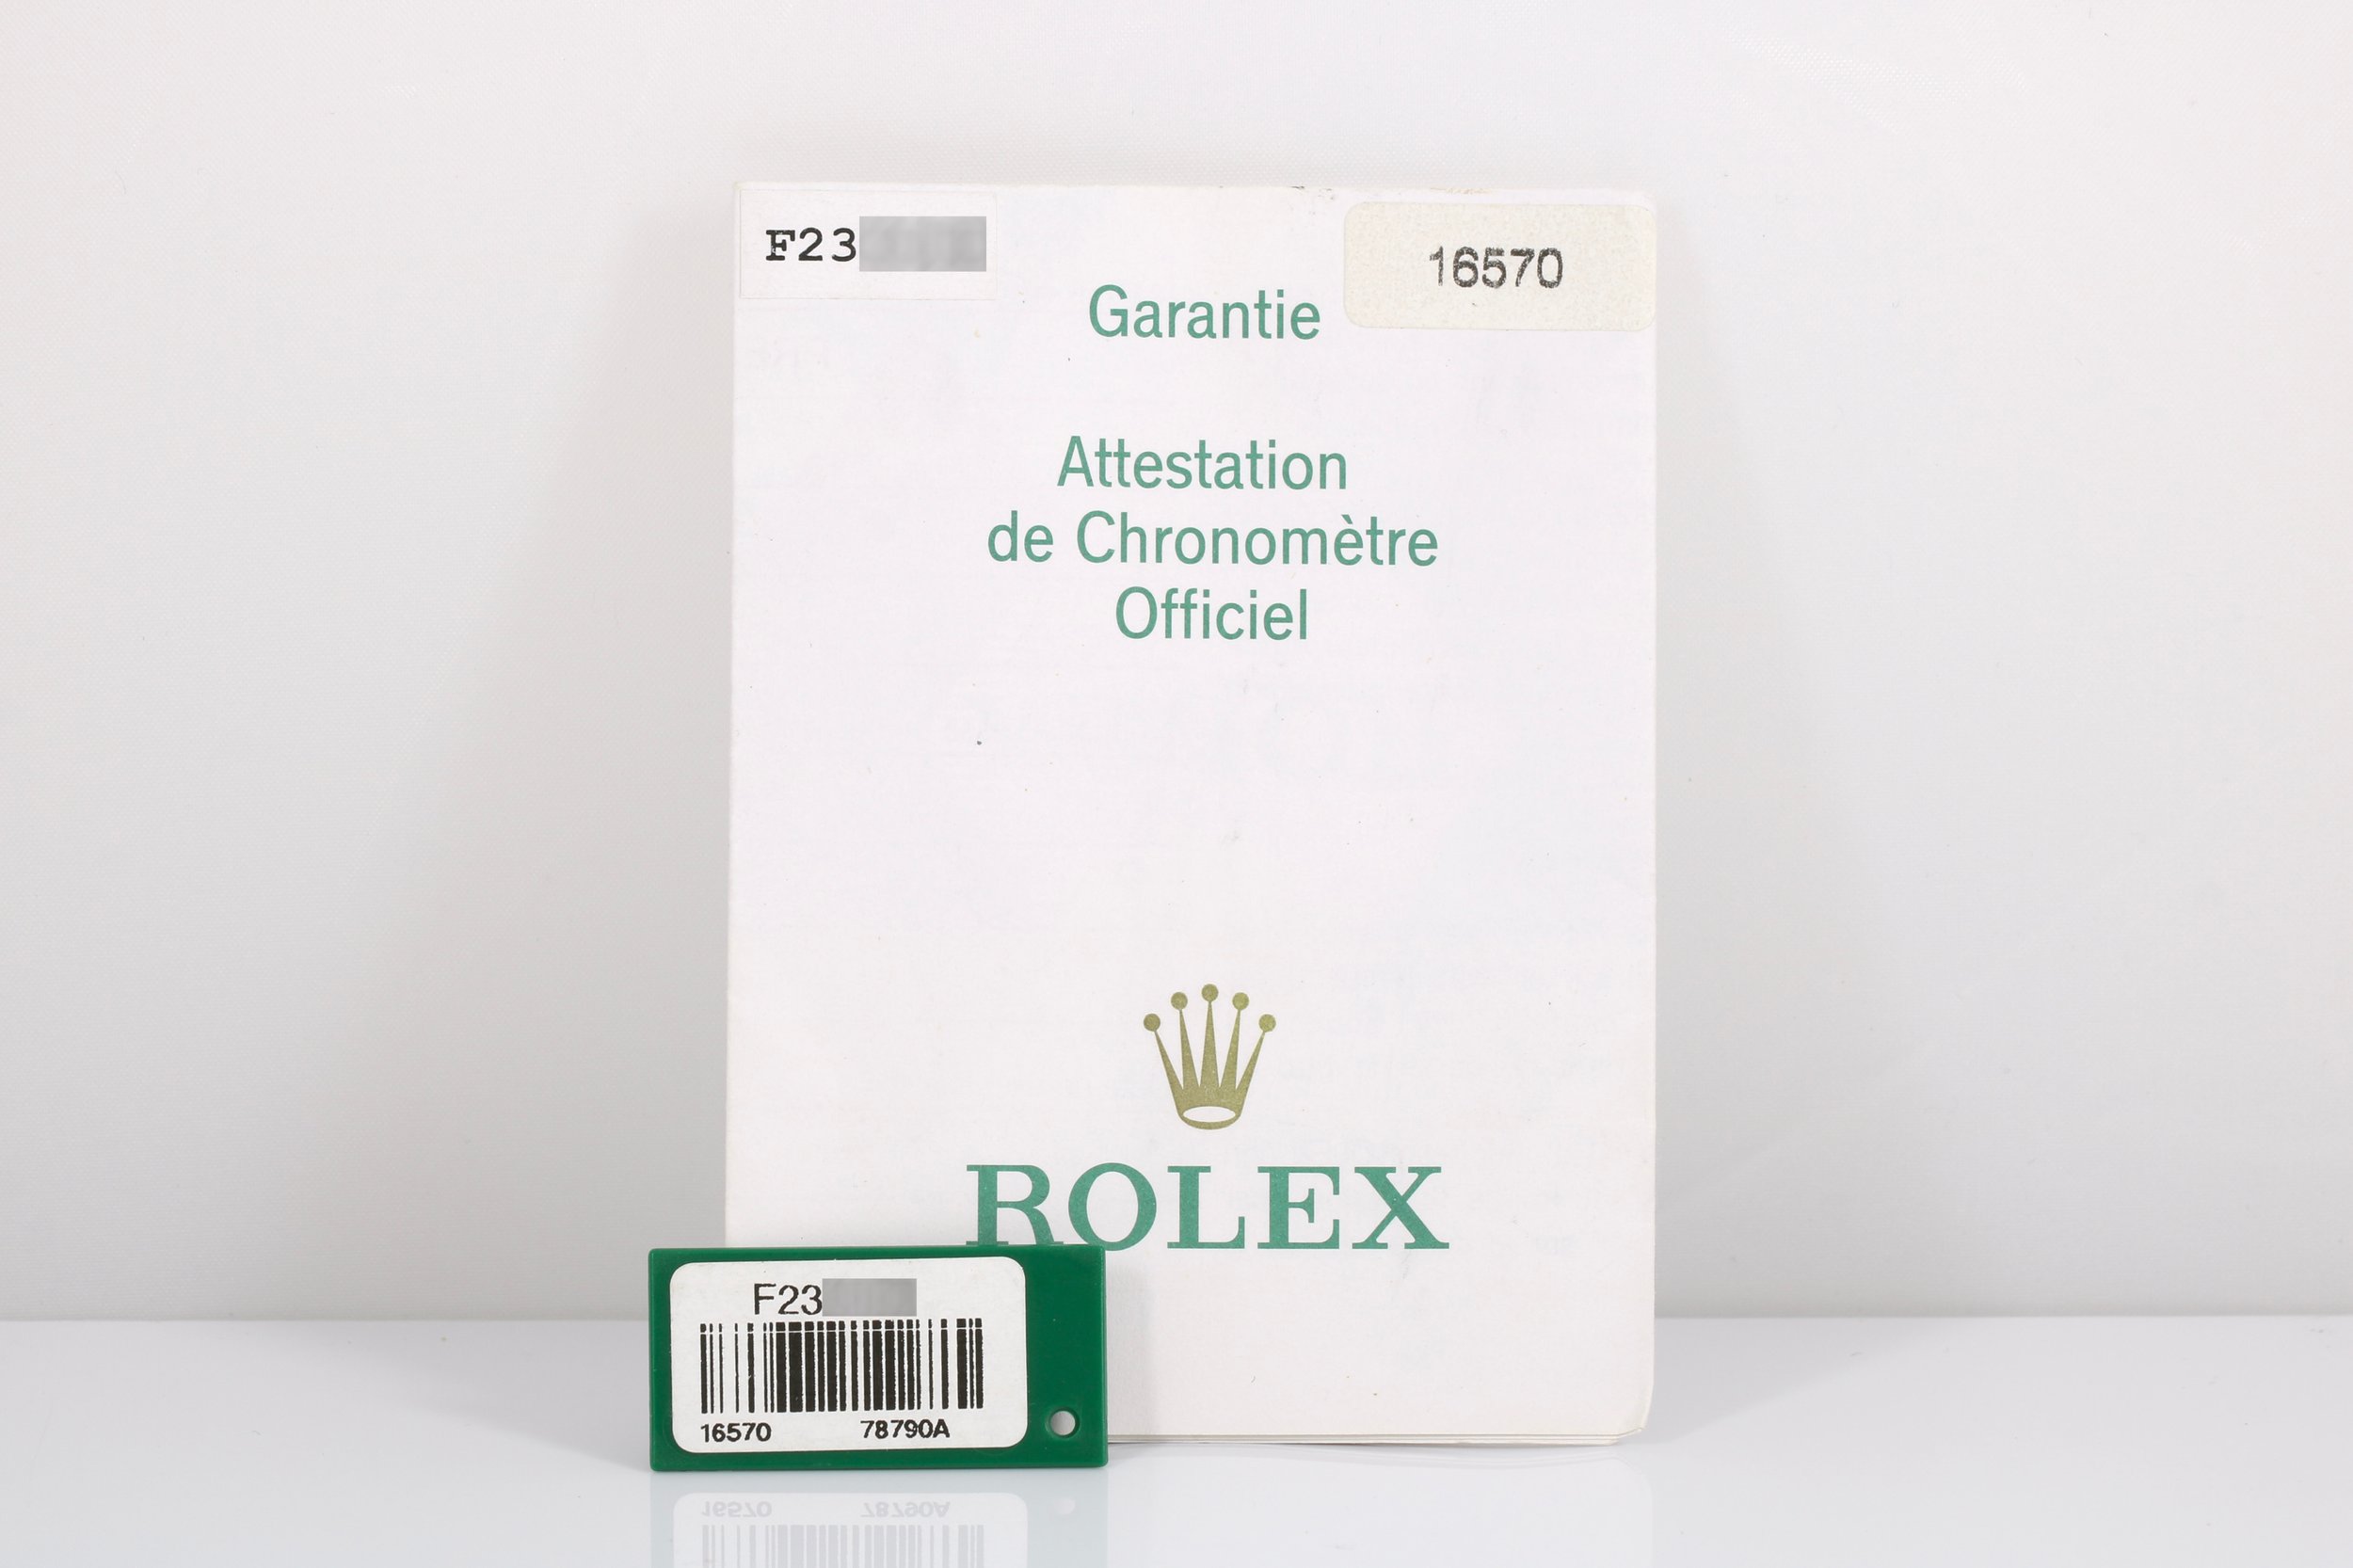 F23
16570
Garantie
Attestation
de Chronomètre
Officiel
ROLEX
F23
16570 78790A